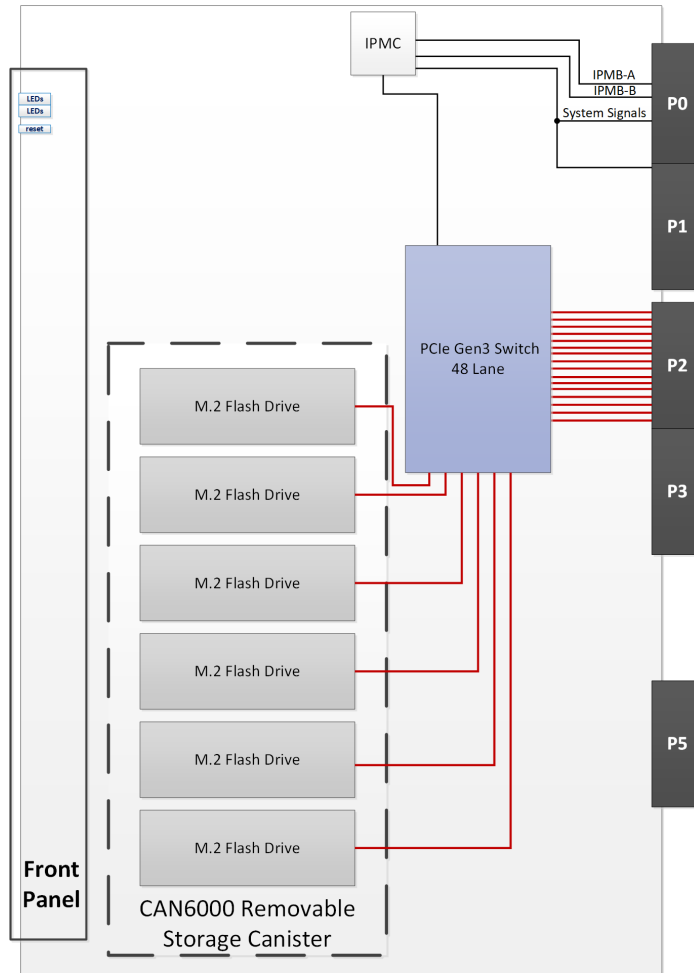 IPMC
IPMB-A
IPMB-B
System Signals
P0
LEDs
LEDs
reset
P1
PCIe Gen3 Switch
48 Lane
P2
M.2 Flash Drive
M.2 Flash Drive
P3
M.2 Flash Drive
M.2 Flash Drive
P5
M.2 Flash Drive
M.2 Flash Drive
Front
Panel
CAN6000 Removable
Storage Canister